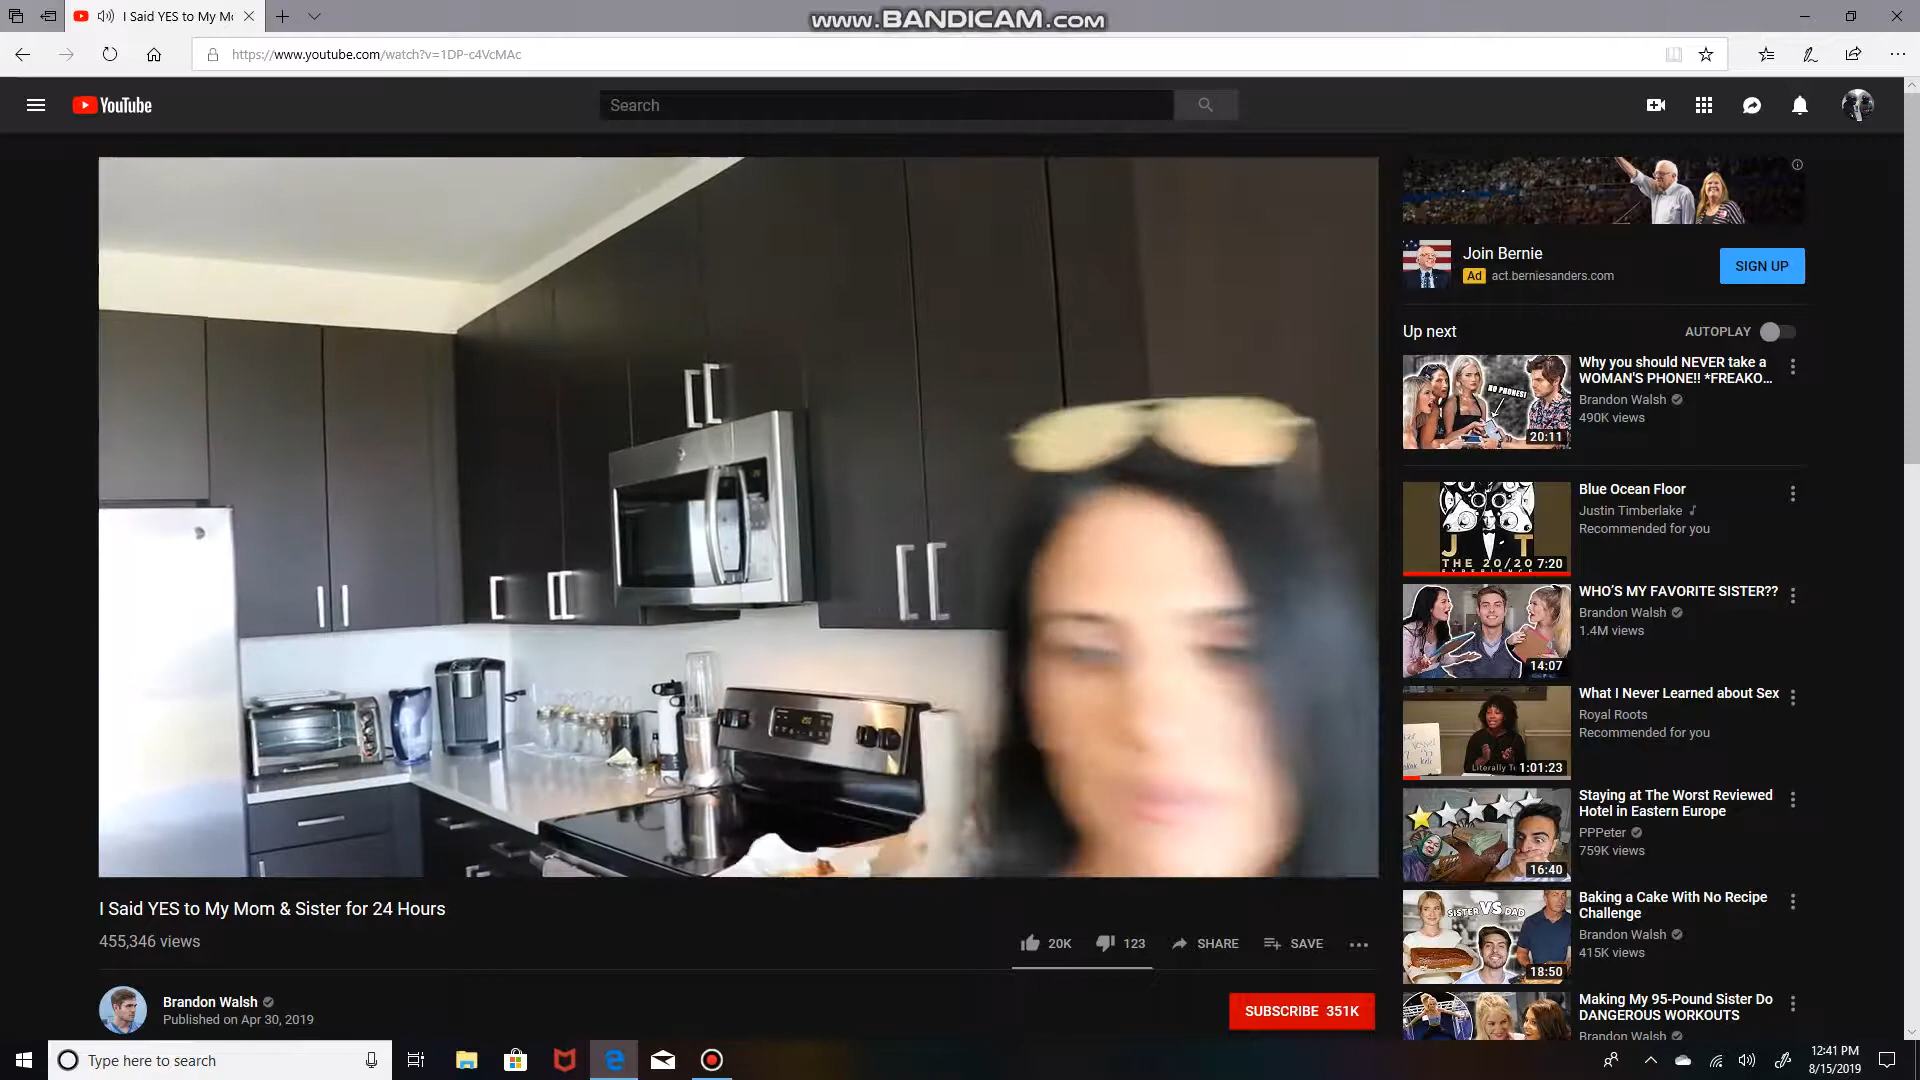 I Said YES to My Mo
www.BANDICAM.com
https://www.youtube.com/watch?v=1DP-c4VcMAc
YouTube
Search
Join Bernie
Ad act.berniesanders.com
SIGN UP
Up next
AUTOPLAY
NO PHONES!
20:11
Why you should NEVER take a
WOMAN'S PHONE!! *FREAKO...
Brandon Walsh
490K views
J T
THE 20/20
EXPERIENCE
7:20
Blue Ocean Floor
Justin Timberlake
Recommended for you
14:07
WHO'S MY FAVORITE SISTER??
Brandon Walsh
1.4M views
1:01:23
What I Never Learned about Sex
Royal Roots
Recommended for you
16:40
Staying at The Worst Reviewed
Hotel in Eastern Europe
PPPeter
759K views
SISTER VS DAD
18:50
Baking a Cake With No Recipe
Challenge
Brandon Walsh
415K views
Making My 95-Pound Sister Do
DANGEROUS WORKOUTS
Brandon Walsh
I Said YES to My Mom & Sister for 24 Hours
455,346 views
20K 123 SHARE SAVE
Brandon Walsh
Published on Apr 30, 2019
SUBSCRIBE 351K
Type here to search
12:41 PM
8/15/2019